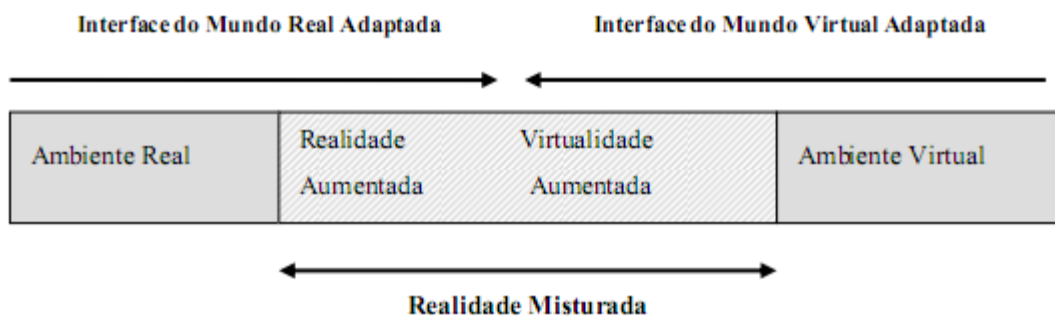 Interface do Mundo Real Adaptada
Interface do Mundo Virtual Adaptada
Ambiente Real
Realidade
Aumentada
Virtualidade
Aumentada
Ambiente Virtual
Realidade Misturada